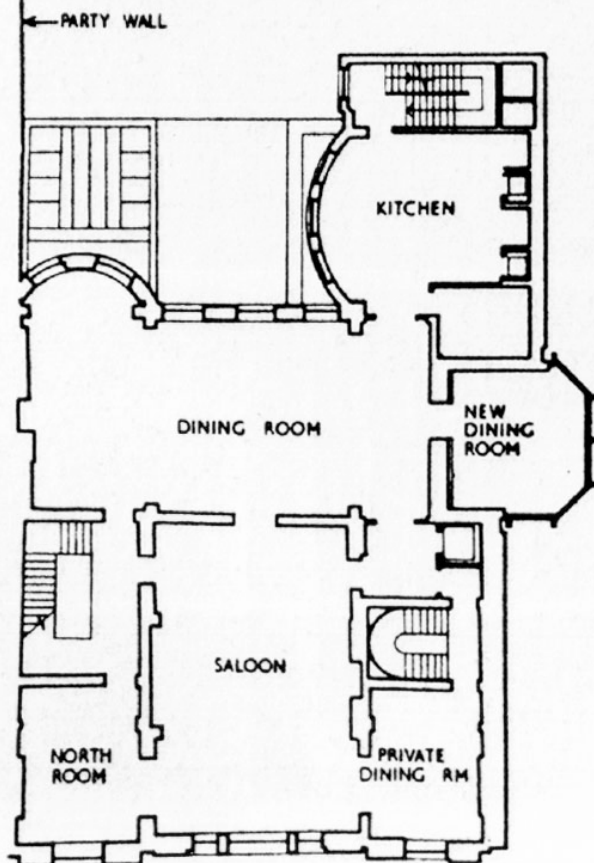 PARTY WALL
KITCHEN
DINING ROOM
NEW
DINING
ROOM
SALOON
NORTH
ROOM
PRIVATE
DINING RM